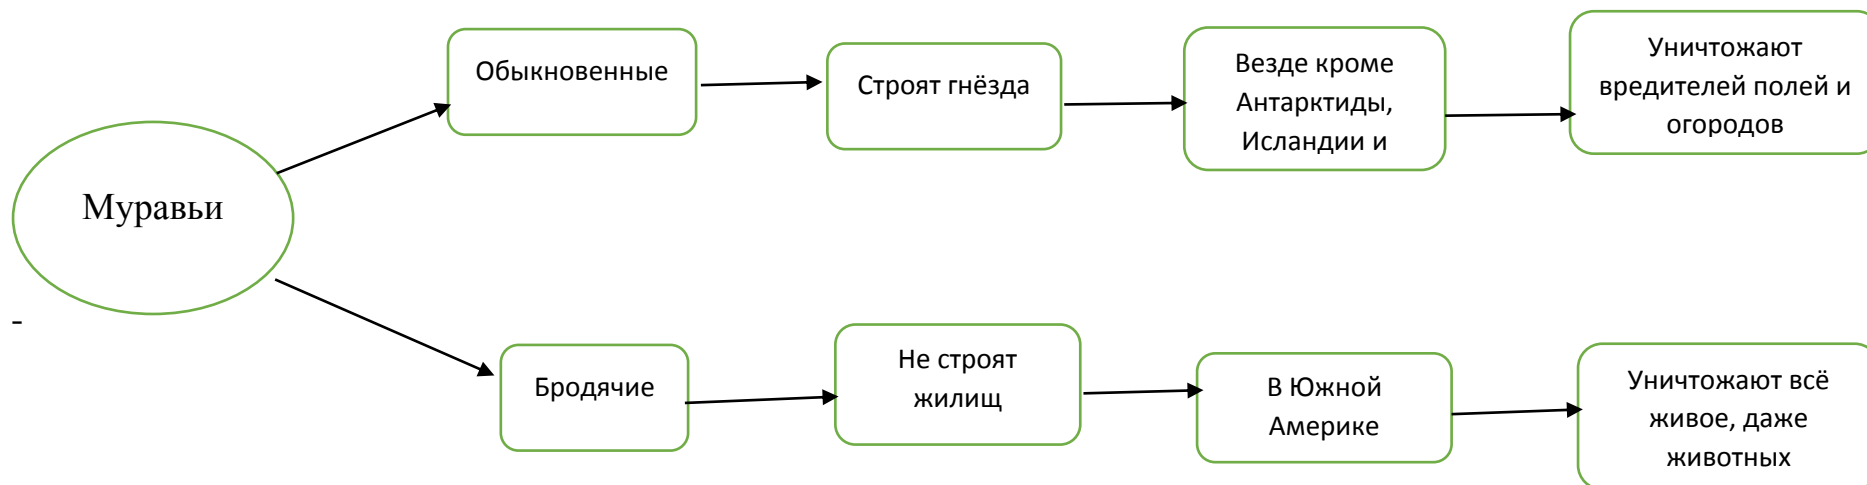 Муравьи
Обыкновенные
Строят гнёзда
Везде кроме
Антарктиды,
Исландии и
Уничтожают
вредителей полей и
огородов
-
Бродячие
Не строят
жилищ
В Южной
Америке
Уничтожают всё
живое, даже
животных